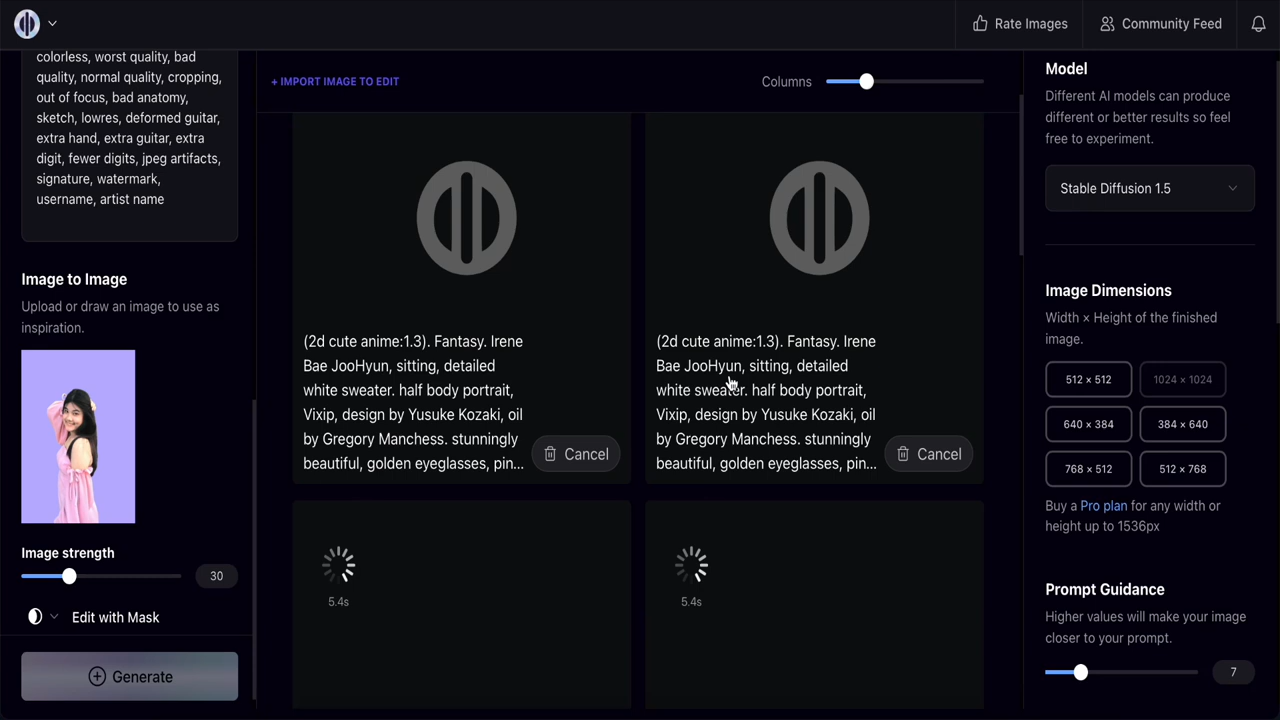 Rate Images
Community Feed
colorless, worst quality, bad
quality, normal quality, cropping,
out of focus, bad anatomy,
sketch, lowres, deformed guitar,
extra hand, extra guitar, extra
digit, fewer digits, jpeg artifacts,
signature, watermark,
username, artist name
Image to Image
Upload or draw an image to use as
inspiration.
Image strength
30
Edit with Mask
Generate
+ IMPORT IMAGE TO EDIT
Columns
(2d cute anime:1.3). Fantasy. Irene
Bae JooHyun, sitting, detailed
white sweater. half body portrait,
Vixip, design by Yusuke Kozaki, oil
by Gregory Manchess. stunningly
beautiful, golden eyeglasses, pin...
Cancel
(2d cute anime:1.3). Fantasy. Irene
Bae JooHyun, sitting, detailed
white sweater. half body portrait,
Vixip, design by Yusuke Kozaki, oil
by Gregory Manchess. stunningly
beautiful, golden eyeglasses, pin...
Cancel
5.4s
5.4s
Model
Different AI models can produce
different or better results so feel
free to experiment.
Stable Diffusion 1.5
Image Dimensions
Width × Height of the finished
image.
512 × 512
1024 × 1024
640 × 384
384 × 640
768 × 512
512 × 768
Buy a Pro plan for any width or
height up to 1536px
Prompt Guidance
Higher values will make your image
closer to your prompt.
7